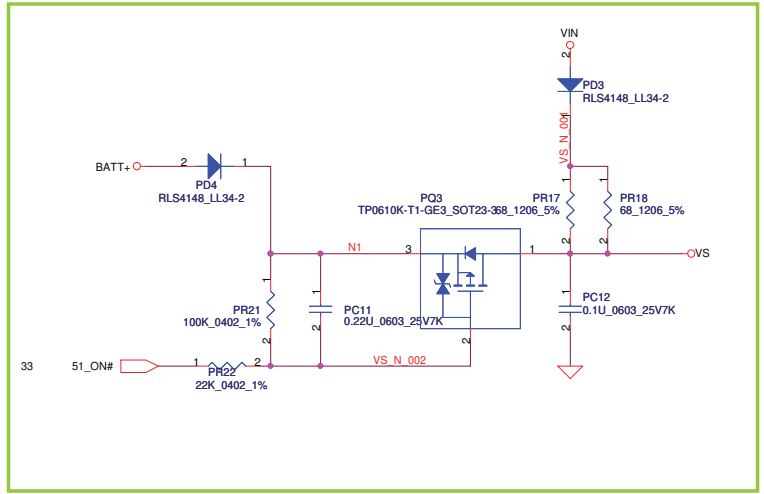 VIN
2
PD3
RLS4148_LL34-2
1
VS_N_001
BATT+
2
1
PD4
RLS4148_LL34-2
1
1
PQ3
TP0610K-T1-GE3_SOT23-3
PR17
68_1206_5%
PR18
68_1206_5%
2
2
N1
3
1
VS
1
1
1
PR21
100K_0402_1%
PC11
0.22U_0603_25V7K
PC12
0.1U_0603_25V7K
2
2
2
2
33
51_ON#
1
2
PR22
22K_0402_1%
VS_N_002